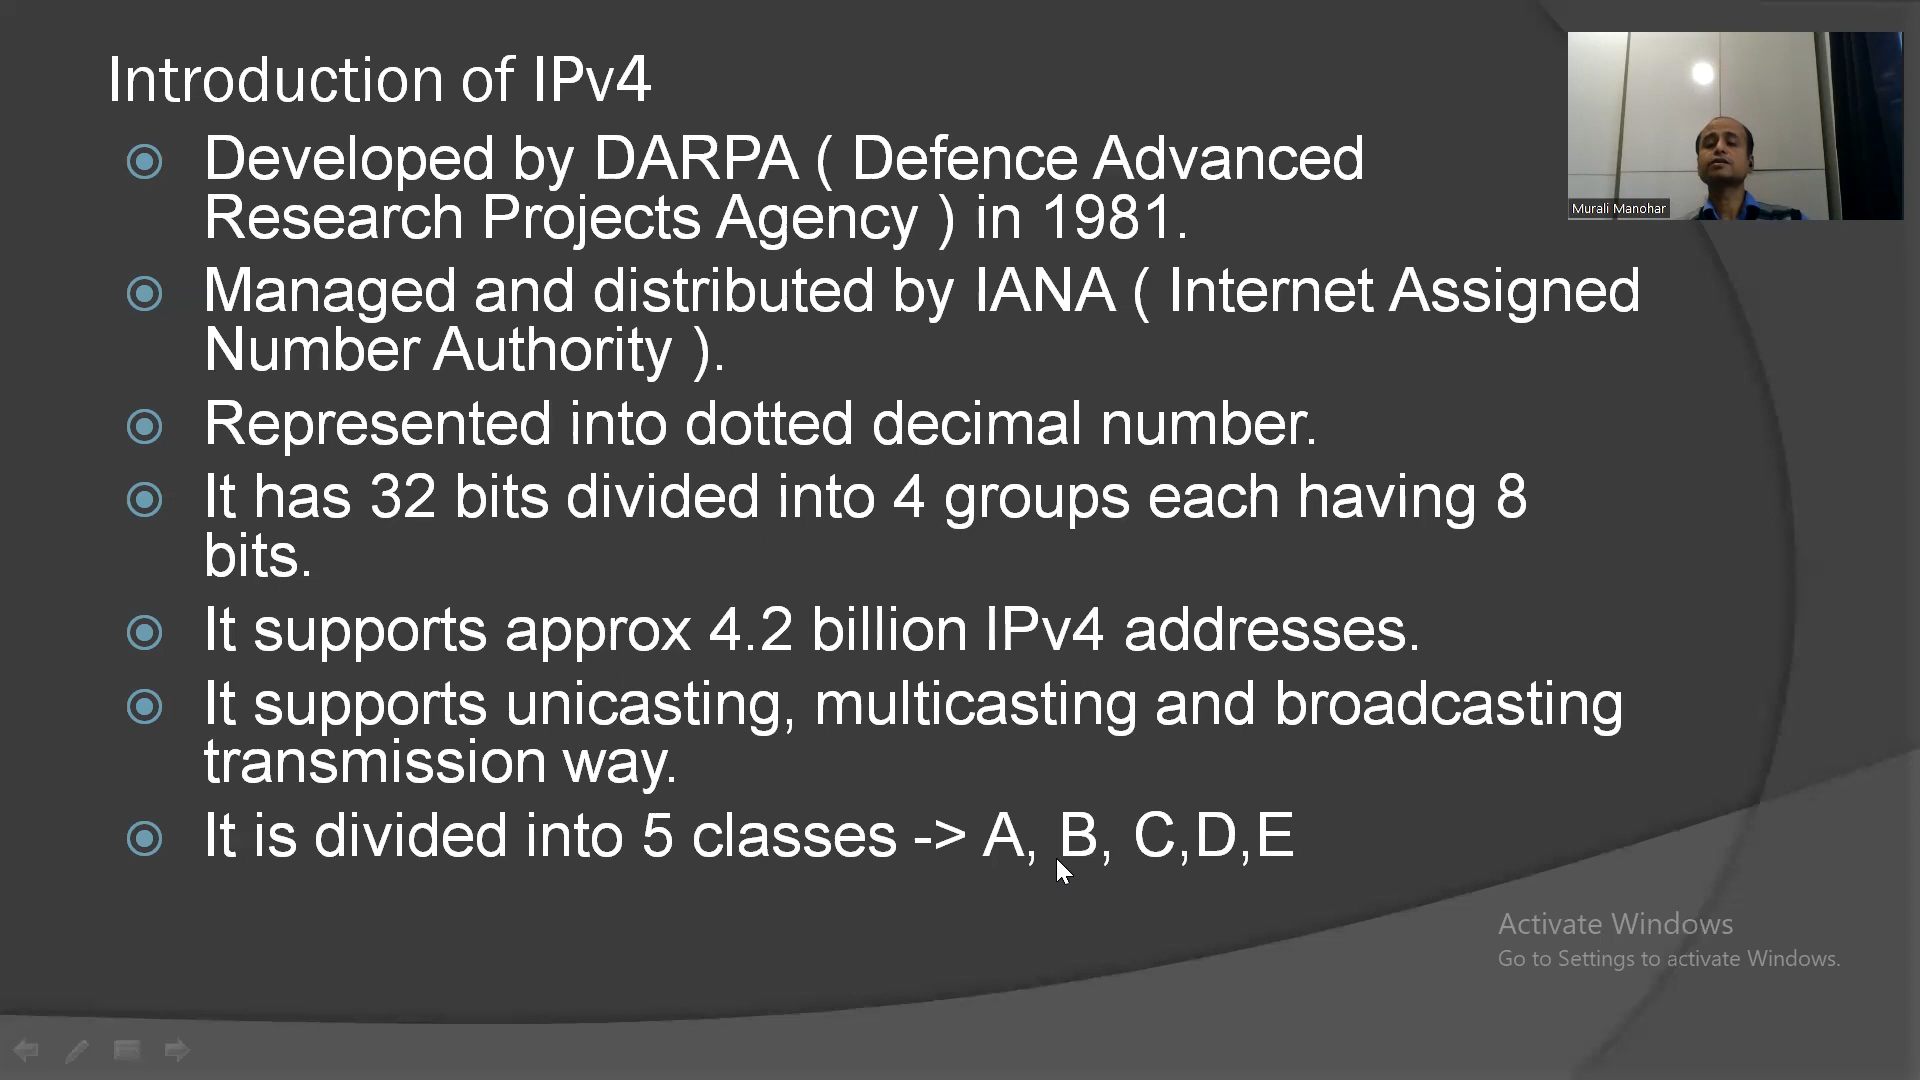 Introduction of IPv4
Developed by DARPA ( Defence Advanced
Research Projects Agency ) in 1981.
Managed and distributed by IANA ( Internet Assigned
Number Authority ).
Represented into dotted decimal number.
It has 32 bits divided into 4 groups each having 8
bits.
It supports approx 4.2 billion IPv4 addresses.
It supports unicasting, multicasting and broadcasting
transmission way.
It is divided into 5 classes -> A, B, C,D,E
Murali Manohar
Activate Windows
Go to Settings to activate Windows.